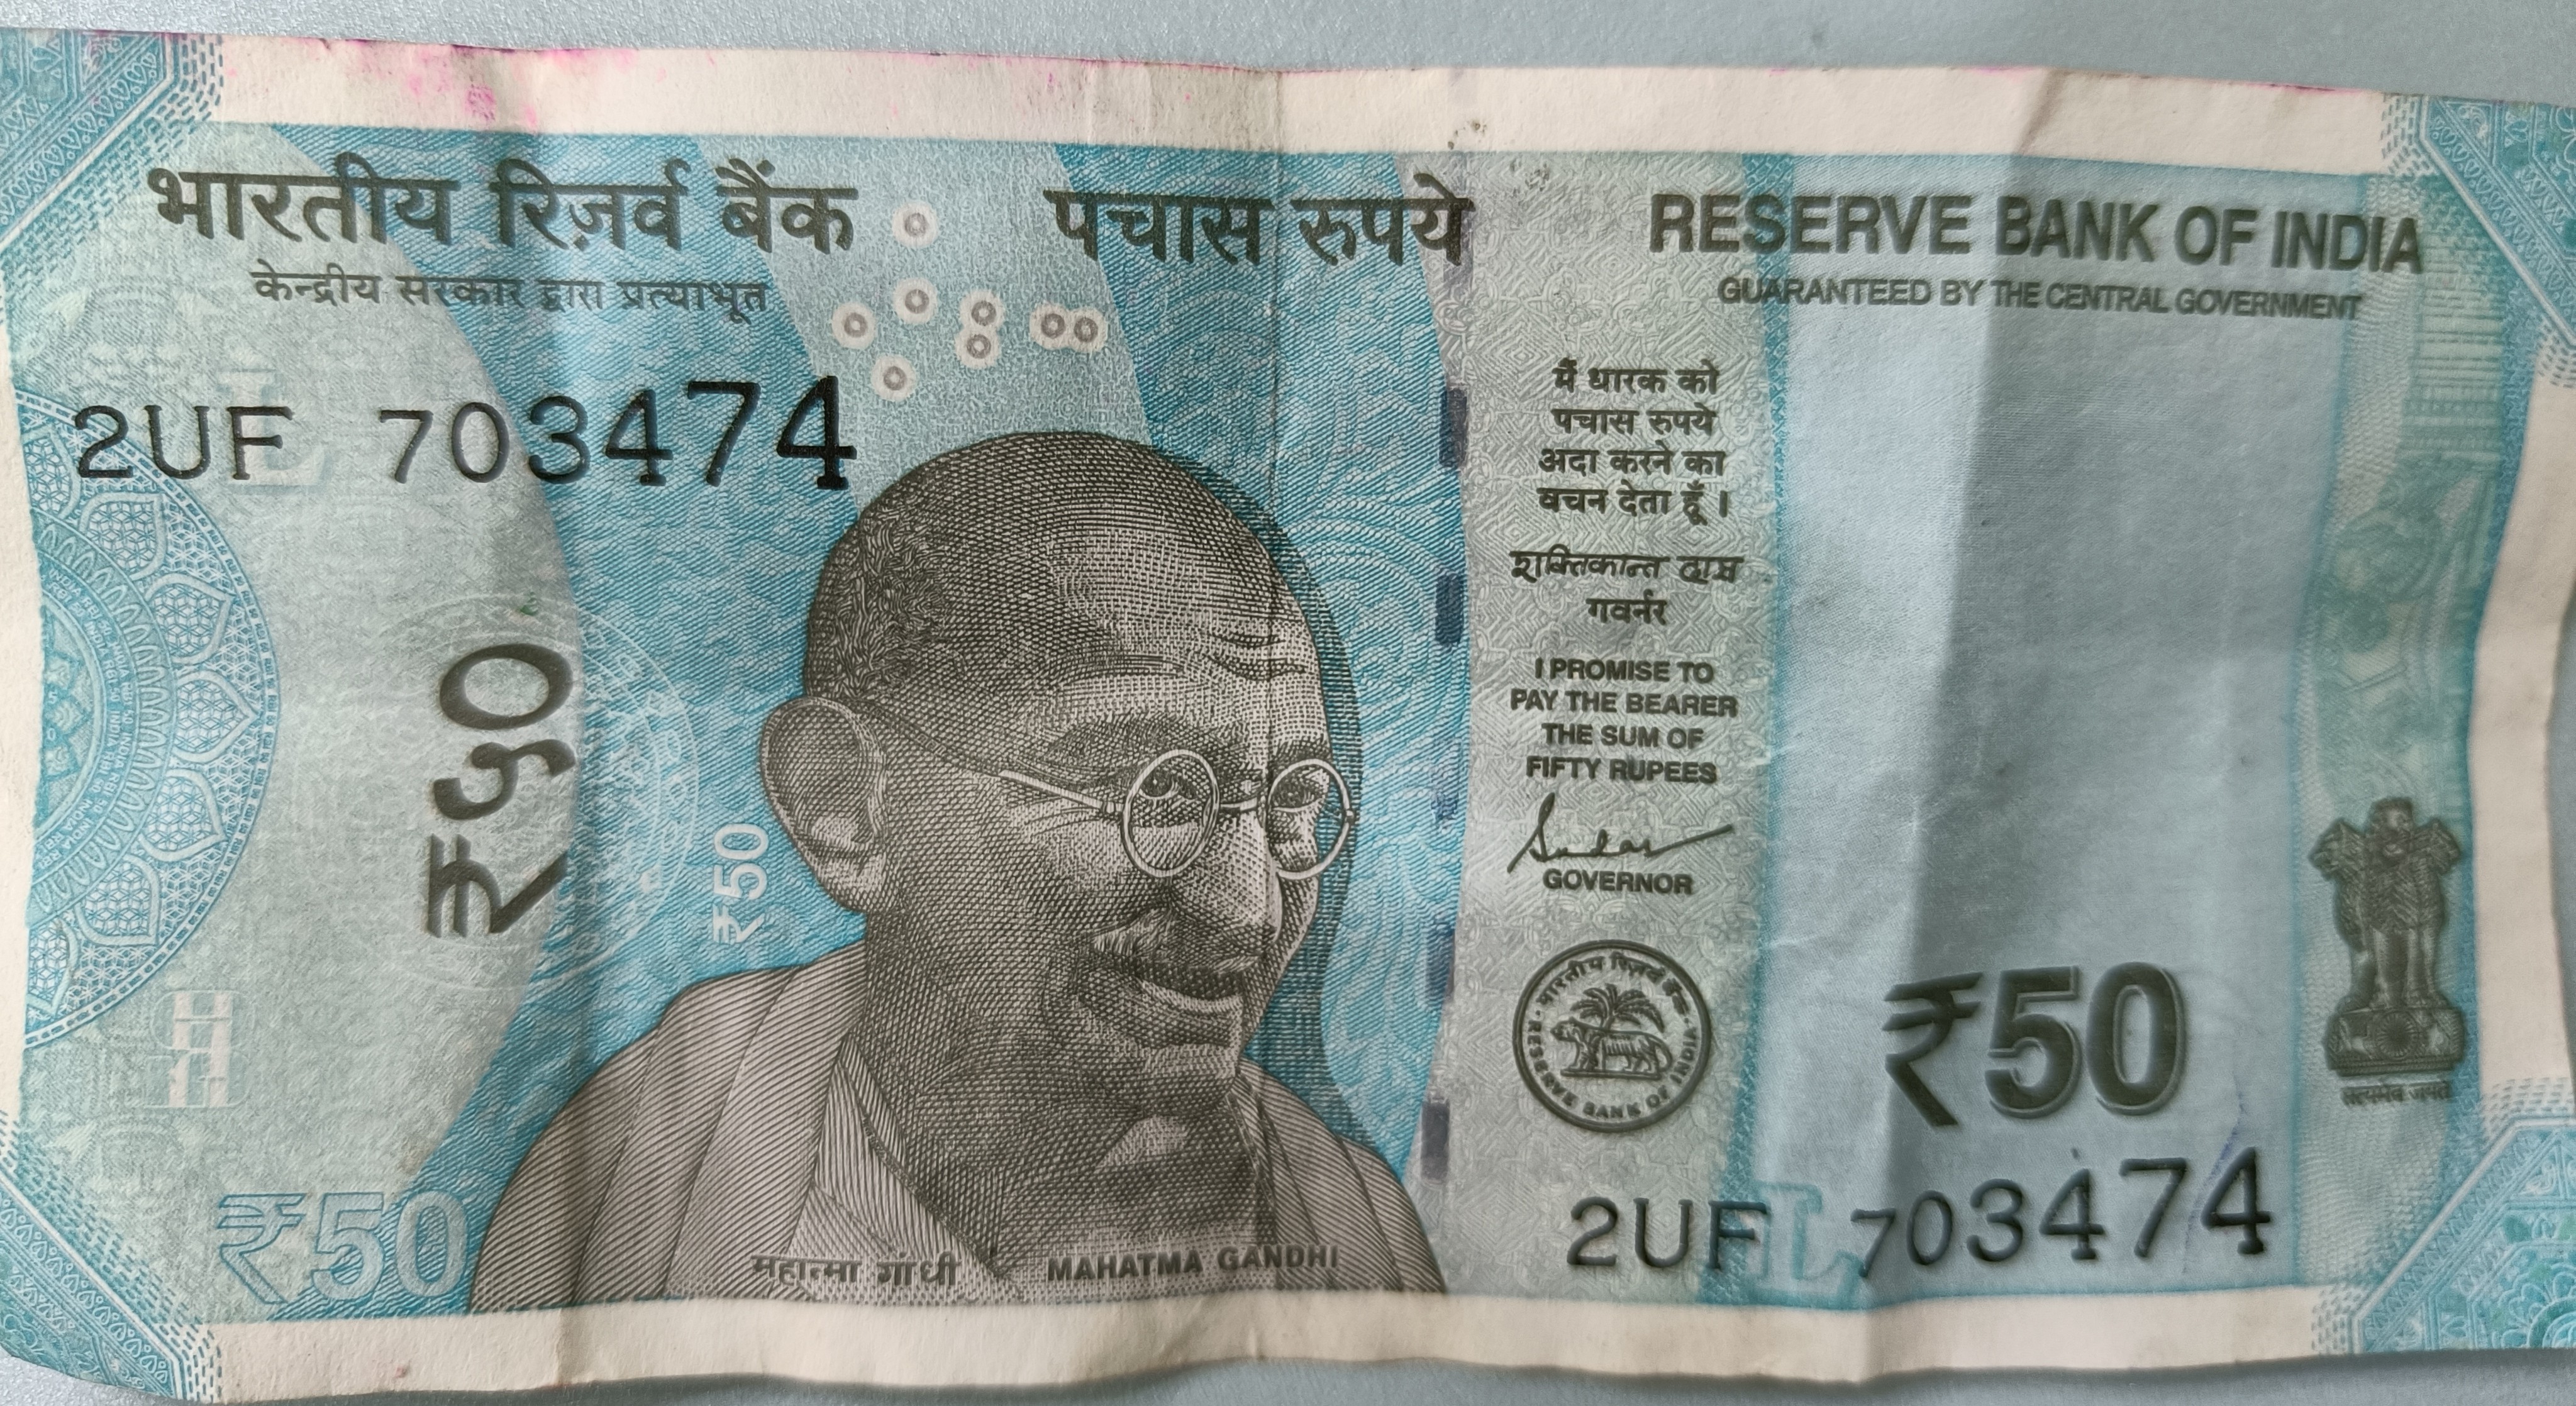 भारतीय रिज़र्व बैंक
केन्द्रीय सरकार द्वारा प्रत्याभूत
पचास रुपये
RESERVE BANK OF INDIA
GUARANTEED BY THE CENTRAL GOVERNMENT
2UF 703474
₹५०
₹50
₹50
महात्मा गांधी
MAHATMA GANDHI
मैं धारक को
पचास रुपये
अदा करने का
वचन देता हूँ ।
शक्तिकान्त दास
गवर्नर
I PROMISE TO
PAY THE BEARER
THE SUM OF
FIFTY RUPEES
GOVERNOR
भारतीय रिज़र्व बैंक
RESERVE BANK OF INDIA
₹50
सत्यमेव जयते
L
2UF 703474
L